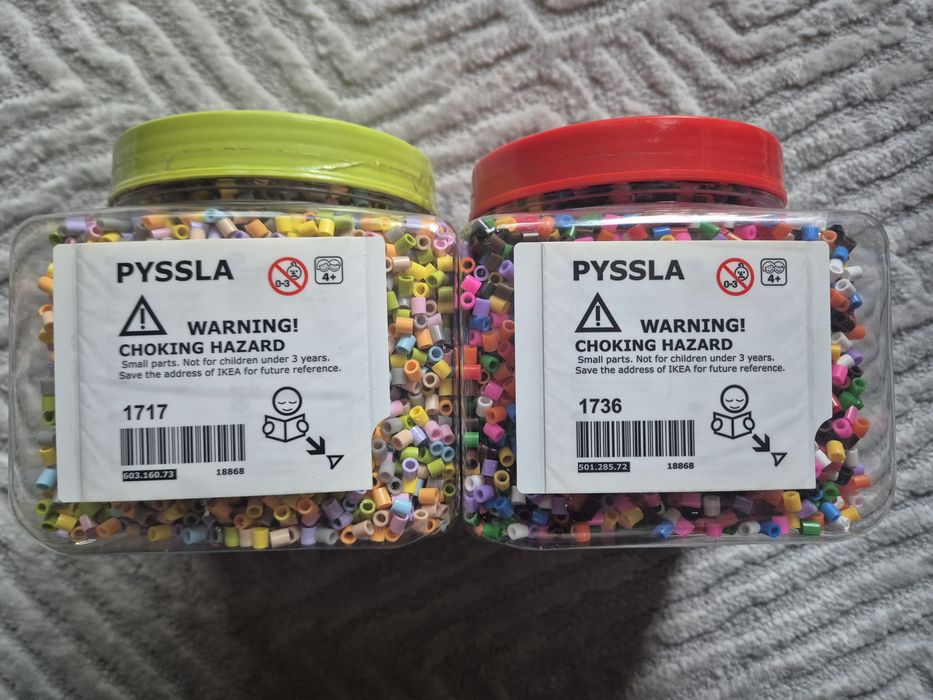 PYSSLA
0-3
4+
WARNING!
CHOKING HAZARD
Small parts. Not for children under 3 years.
Save the address of IKEA for future reference.
1717
603.160.73
18868
PYSSLA
0-3
4+
WARNING!
CHOKING HAZARD
Small parts. Not for children under 3 years.
Save the address of IKEA for future reference.
1736
501.285.72
18868